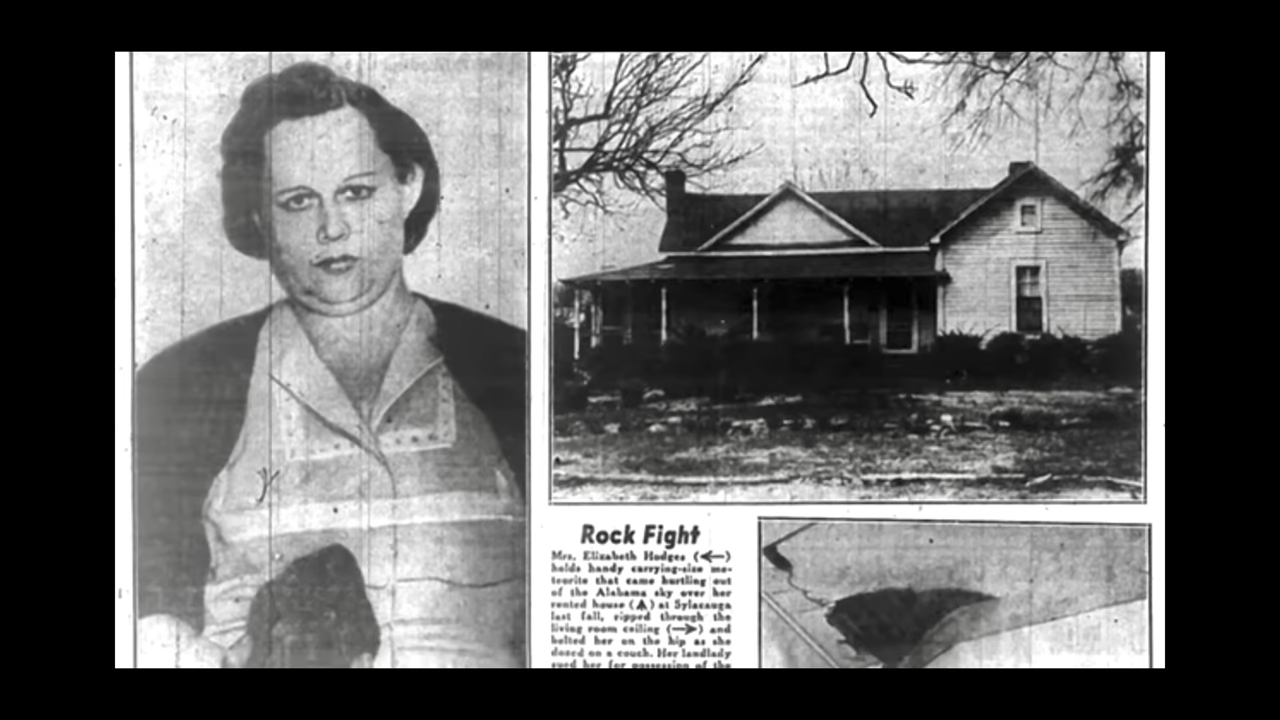 Rock Fight
Mrs. Elizabeth Hodges (←)
holds handy carrying-size me-
teorite that came hurtling out
of the Alabama sky over her
rented house (↑) at Sylacauga
last fall, ripped through the
living room ceiling (→) and
belted her on the hip as she
dozed on a couch. Her landlady
sued her for possession of the